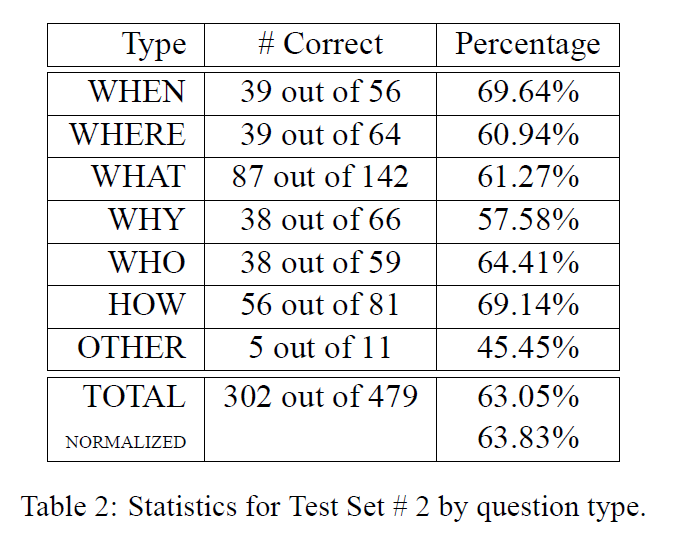 Type # Correct Percentage
WHEN 39 out of 56 69.64%
WHERE 39 out of 64 60.94%
WHAT 87 out of 142 61.27%
WHY 38 out of 66 57.58%
WHO 38 out of 59 64.41%
HOW 56 out of 81 69.14%
OTHER 5 out of 11 45.45%
TOTAL 302 out of 479 63.05%
NORMALIZED 63.83%
Table 2: Statistics for Test Set # 2 by question type.